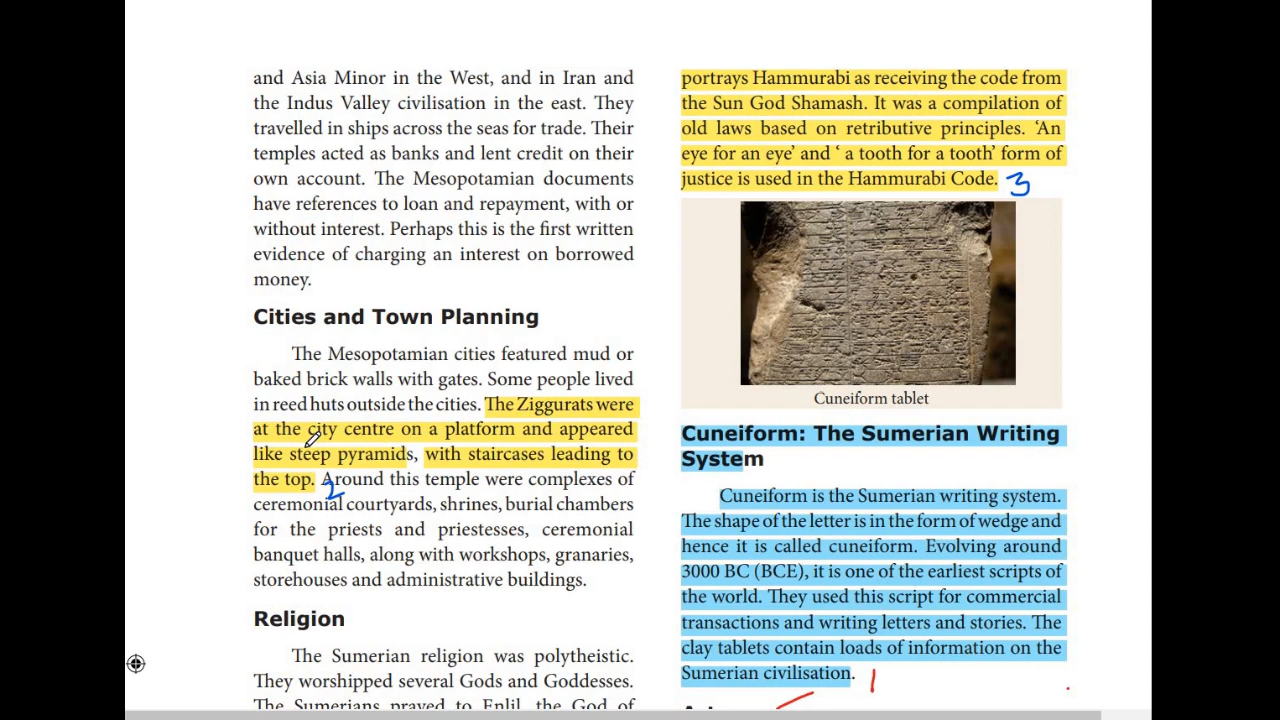 and Asia Minor in the West, and in Iran and
the Indus Valley civilisation in the east. They
travelled in ships across the seas for trade. Their
temples acted as banks and lent credit on their
own account. The Mesopotamian documents
have references to loan and repayment, with or
without interest. Perhaps this is the first written
evidence of charging an interest on borrowed
money.
Cities and Town Planning
The Mesopotamian cities featured mud or
baked brick walls with gates. Some people lived
in reed huts outside the cities. The Ziggurats were
at the city centre on a platform and appeared
like steep pyramids, with staircases leading to
the top. Around this temple were complexes of
2
ceremonial courtyards, shrines, burial chambers
for the priests and priestesses, ceremonial
banquet halls, along with workshops, granaries,
storehouses and administrative buildings.
Religion
The Sumerian religion was polytheistic.
They worshipped several Gods and Goddesses.
The Sumerians prayed to Enlil, the God of
portrays Hammurabi as receiving the code from
the Sun God Shamash. It was a compilation of
old laws based on retributive principles. 'An
eye for an eye' and ' a tooth for a tooth' form of
justice is used in the Hammurabi Code. 3
Cuneiform tablet
Cuneiform: The Sumerian Writing
System
Cuneiform is the Sumerian writing system.
The shape of the letter is in the form of wedge and
hence it is called cuneiform. Evolving around
3000 BC (BCE), it is one of the earliest scripts of
the world. They used this script for commercial
transactions and writing letters and stories. The
clay tablets contain loads of information on the
Sumerian civilisation. 1